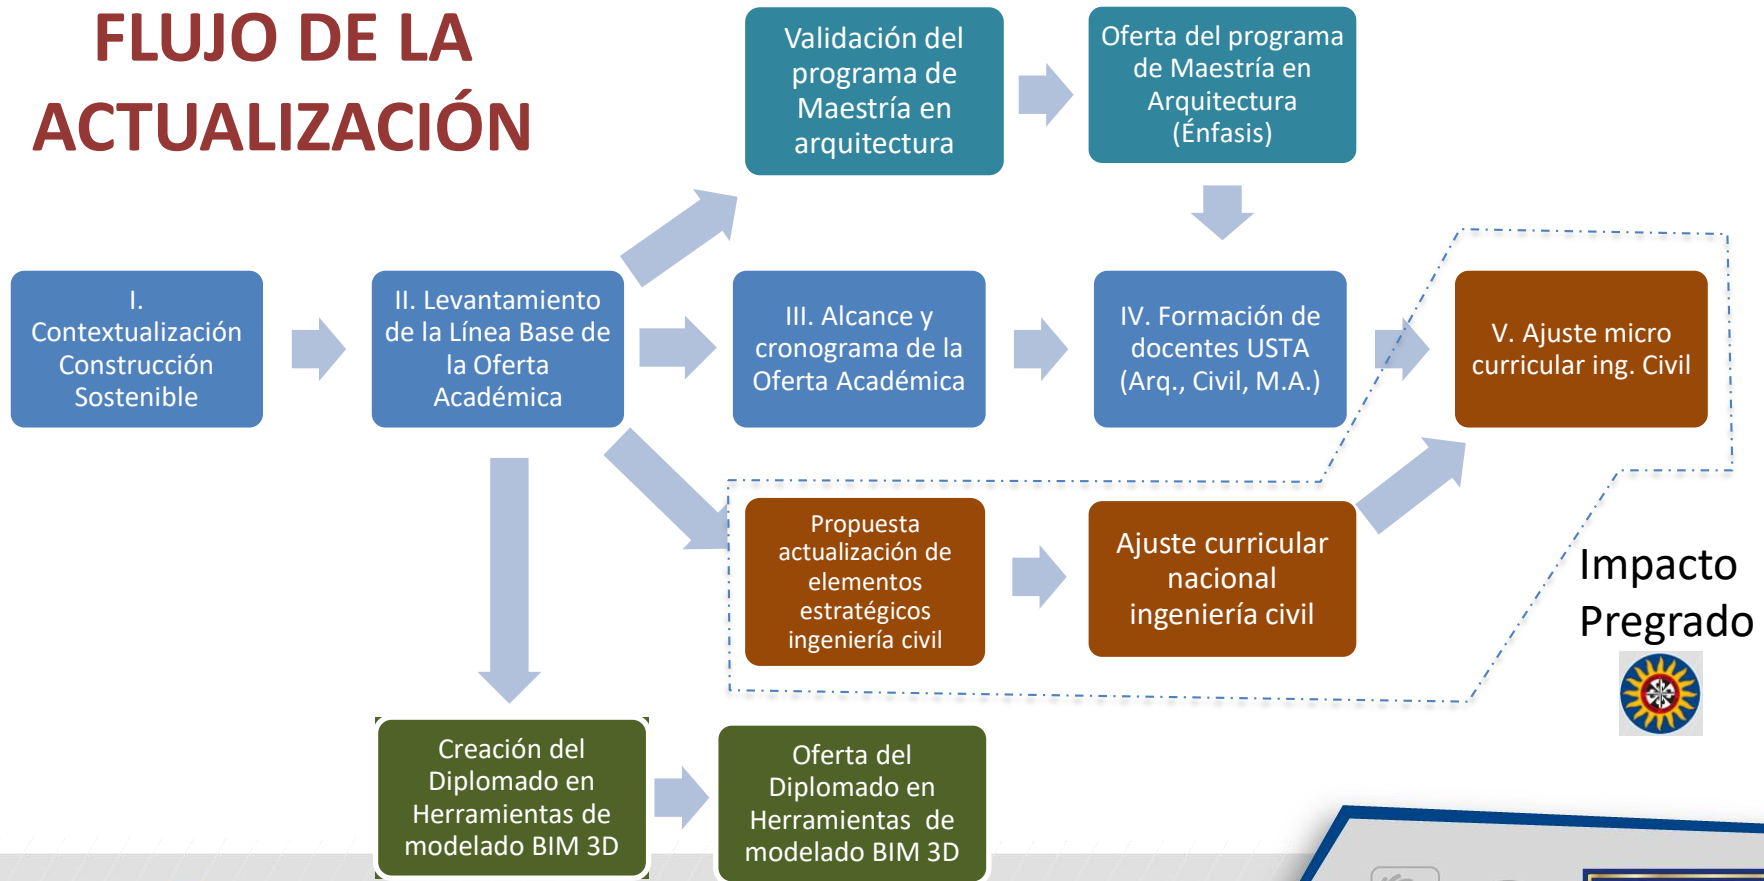 FLUJO DE LA
ACTUALIZACIÓN
Validación del
programa de
Maestría en
arquitectura
Oferta del programa
de Maestría en
Arquitectura
(Énfasis)
I.
Contextualización
Construcción
Sostenible
II. Levantamiento
de la Línea Base de
la Oferta
Académica
III. Alcance y
cronograma de la
Oferta Académica
IV. Formación de
docentes USTA
(Arq., Civil, M.A.)
V. Ajuste micro
curricular ing. Civil
Propuesta
actualización de
elementos
estratégicos
ingeniería civil
Ajuste curricular
nacional
ingeniería civil
Impacto
Pregrado
Creación del
Diplomado en
Herramientas de
modelado BIM 3D
Oferta del
Diplomado en
Herramientas de
modelado BIM 3D